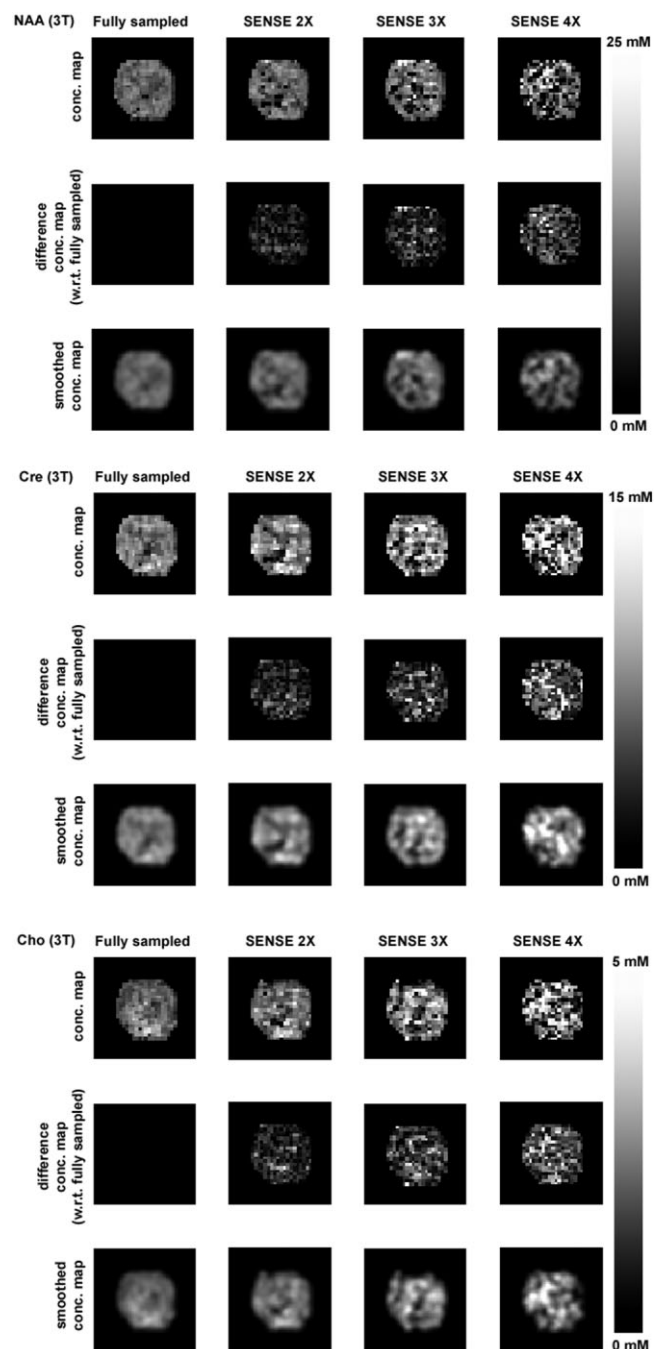 NAA (3T) Fully sampled SENSE 2X SENSE 3X SENSE 4X
25 mM
conc. map
difference
conc. map
(w.r.t. fully sampled)
smoothed
conc. map
0 mM
Cre (3T) Fully sampled SENSE 2X SENSE 3X SENSE 4X
15 mM
conc. map
difference
conc. map
(w.r.t. fully sampled)
smoothed
conc. map
0 mM
Cho (3T) Fully sampled SENSE 2X SENSE 3X SENSE 4X
5 mM
conc. map
difference
conc. map
(w.r.t. fully sampled)
smoothed
conc. map
0 mM